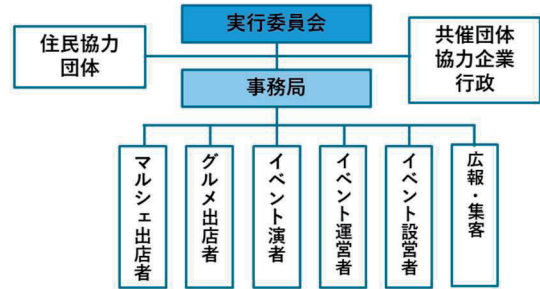 実行委員会
住民協力
団体
共催団体
協力企業
行政
事務局
マルシェ出店者
グルメ出店者
イベント演者
イベント運営者
イベント設営者
広報・集客